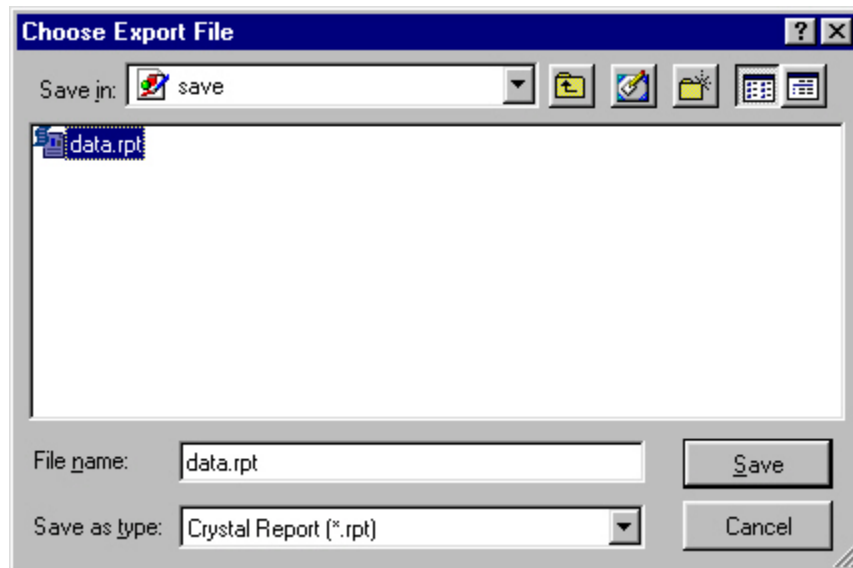 Choose Export File
Save in: save
data.rpt
File name: data.rpt
Save
Save as type: Crystal Report (*.rpt)
Cancel